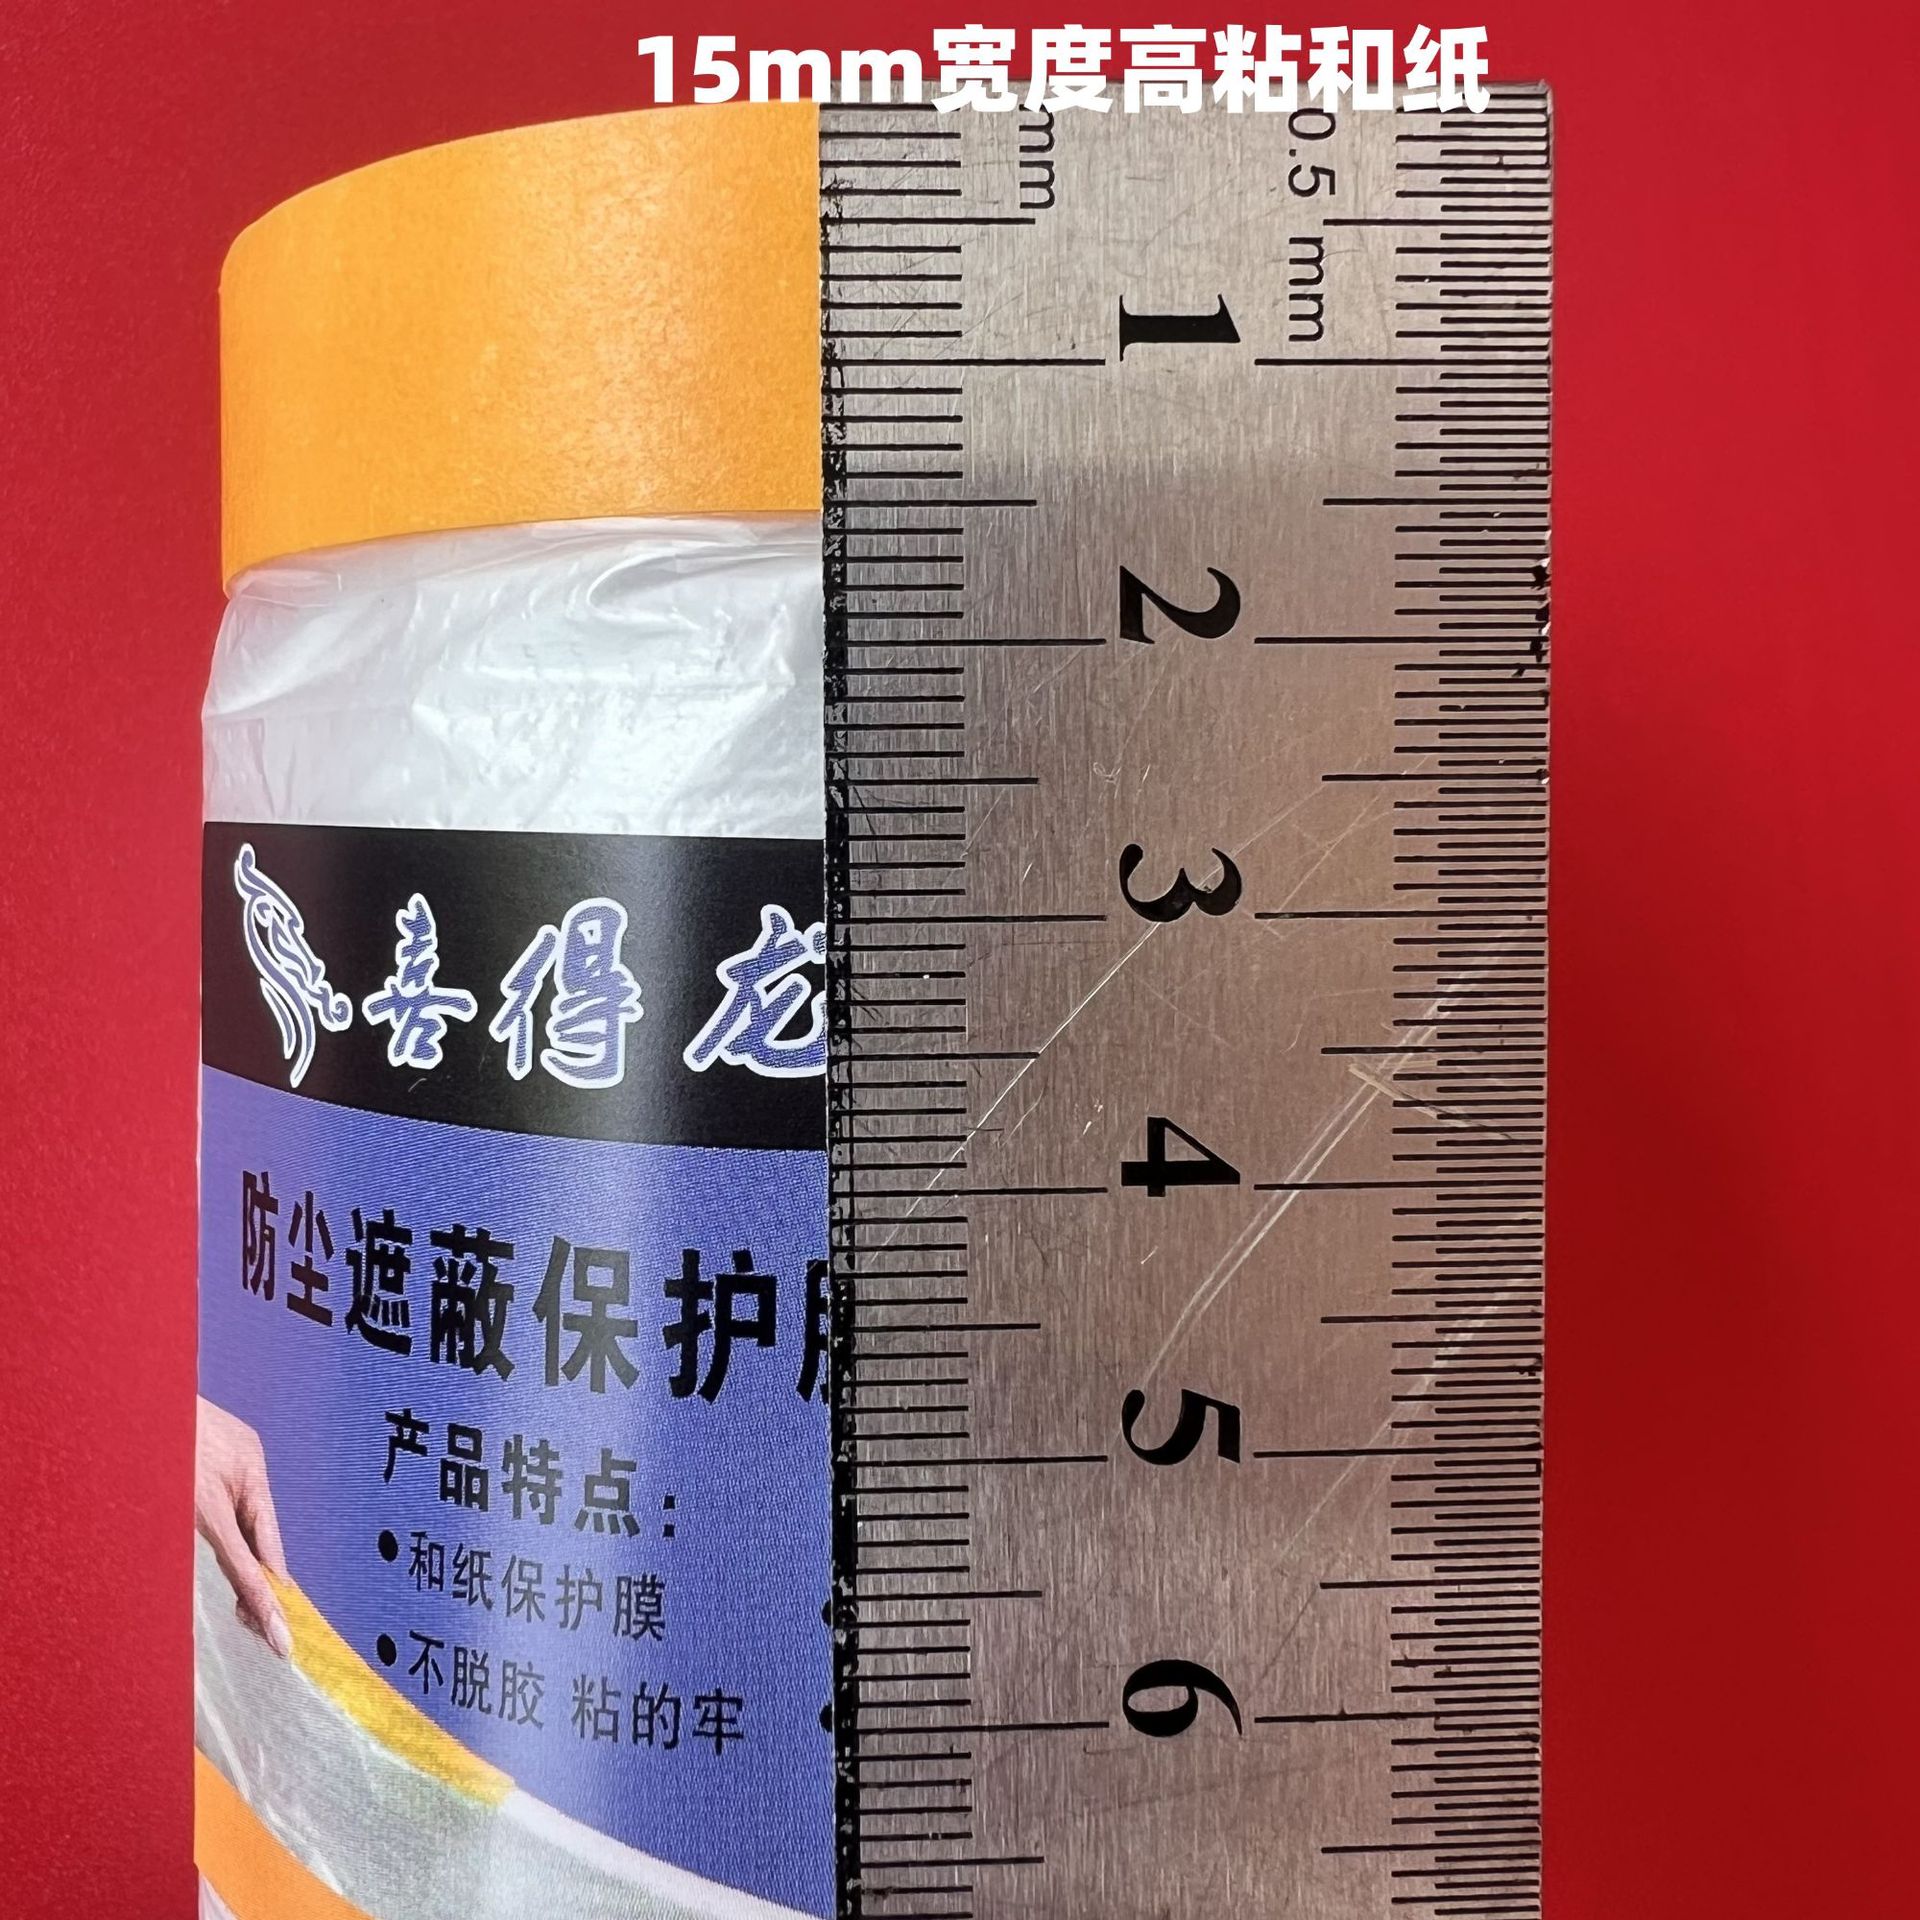 15mm宽度高粘和纸
mm
0.5 mm
1
2
3
4
5
6
喜得龙
防尘遮蔽保护
产品特点：
●和纸保护膜
●不脱胶 粘的牢